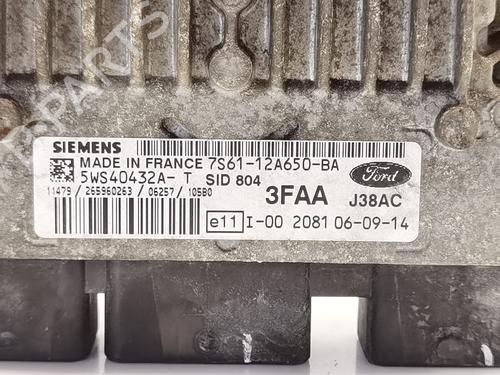 SIEMENS
MADE IN FRANCE 7S61-12A650-BA
5WS40432A- T SID 804
11479 / 265960263 / 06257 / 10580
3FAA
Ford
J38AC
e11 I-00 2081 06-09-14